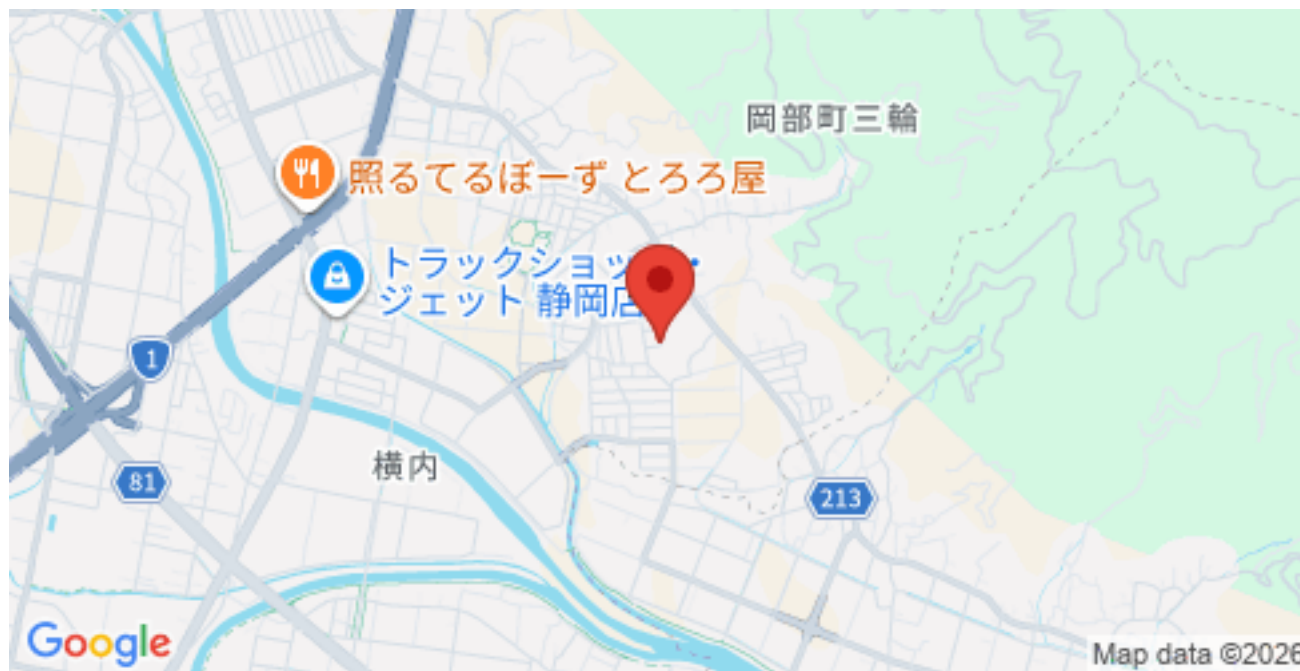 岡部町三輪
照るてるぼーず とろろ屋
トラックショッ
ジェット 静岡店
1
横内
81
213
Google
Map data ©2026